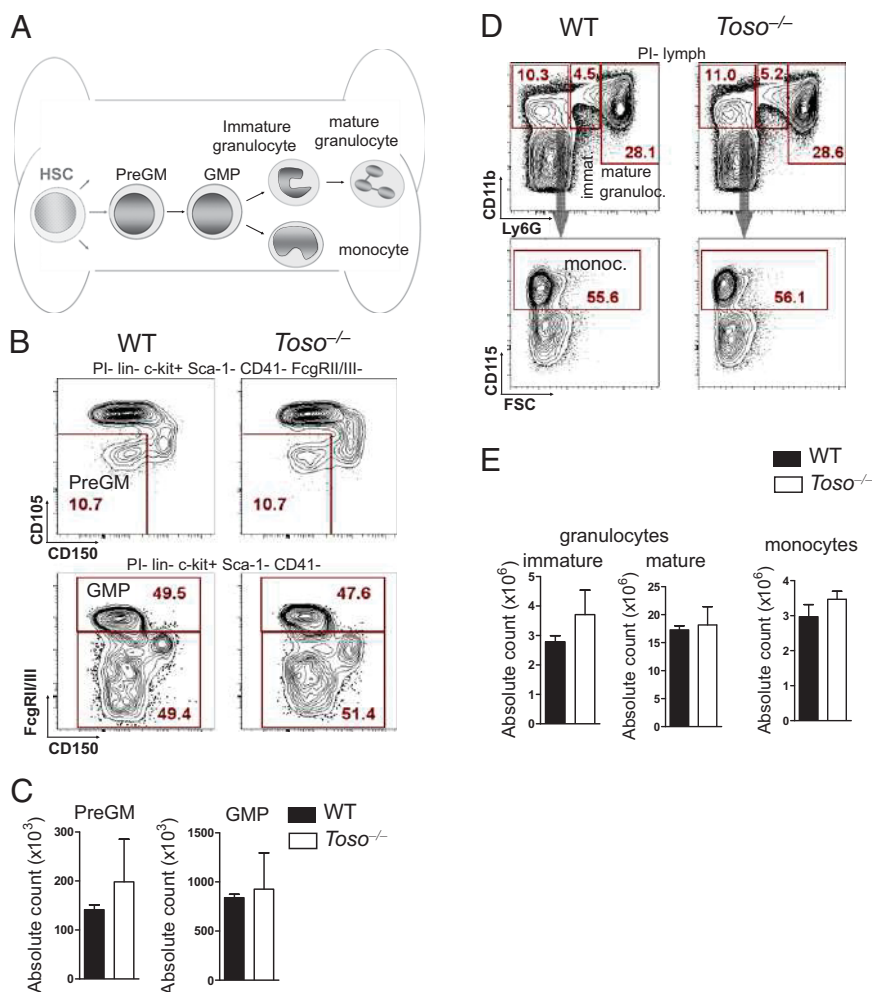 A
HSC
PreGM
GMP
Immature
granulocyte
mature
granulocyte
monocyte
B
WT
Toso–/–
PI- lin- c-kit+ Sca-1- CD41- FcgRII/III-
PreGM
10.7
10.7
CD105
CD150
PI- lin- c-kit+ Sca-1- CD41-
GMP
49.5
47.6
49.4
51.4
FcgRII/III
CD150
C
PreGM
GMP
WT
Toso–/–
Absolute count (x10³)
300
200
100
0
Absolute count (x10³)
1500
1000
500
0
D
WT
Toso–/–
PI- lymph
10.3
4.5
28.1
immat.
mature
granuloc.
11.0
5.2
28.6
CD11b
Ly6G
monoc.
55.6
56.1
CD115
FSC
E
WT
Toso–/–
granulocytes
immature
mature
monocytes
Absolute count (x10⁶)
5
4
3
2
1
0
Absolute count (x10⁶)
25
20
15
10
5
0
Absolute count (x10⁶)
4
3
2
1
0